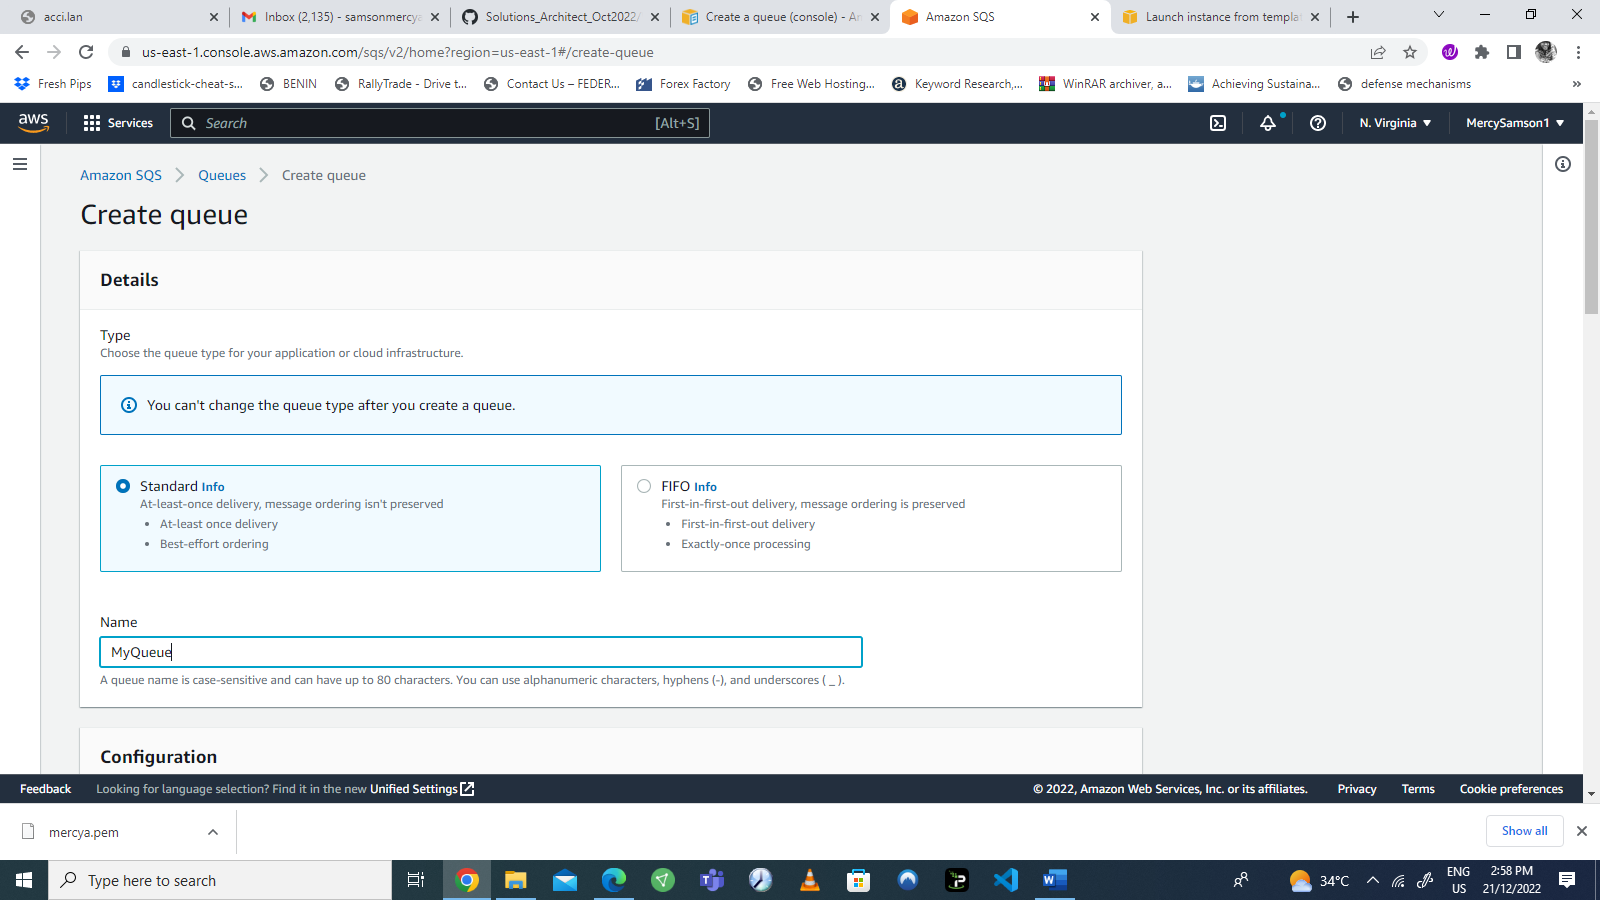 acci.lan
Inbox (2,135) - samsonmercya
Solutions_Architect_Oct2022/
Create a queue (console) - An
Amazon SQS
Launch instance from templa
us-east-1.console.aws.amazon.com/sqs/v2/home?region=us-east-1#/create-queue
Fresh Pips
candlestick-cheat-s...
BENIN
RallyTrade - Drive t...
Contact Us – FEDER...
Forex Factory
Free Web Hosting...
Keyword Research,...
WinRAR archiver, a...
Achieving Sustaina...
defense mechanisms
»
aws
Services
Search
[Alt+S]
N. Virginia
MercySamson1
Amazon SQS
Queues
Create queue
Create queue
Details
Type
Choose the queue type for your application or cloud infrastructure.
You can't change the queue type after you create a queue.
Standard Info
At-least-once delivery, message ordering isn't preserved
• At-least once delivery
• Best-effort ordering
FIFO Info
First-in-first-out delivery, message ordering is preserved
• First-in-first-out delivery
• Exactly-once processing
Name
MyQueue
A queue name is case-sensitive and can have up to 80 characters. You can use alphanumeric characters, hyphens (-), and underscores ( _ ).
Configuration
Feedback
Looking for language selection? Find it in the new Unified Settings
© 2022, Amazon Web Services, Inc. or its affiliates.
Privacy
Terms
Cookie preferences
mercya.pem
Show all
Type here to search
34°C
ENG
US
2:58 PM
21/12/2022